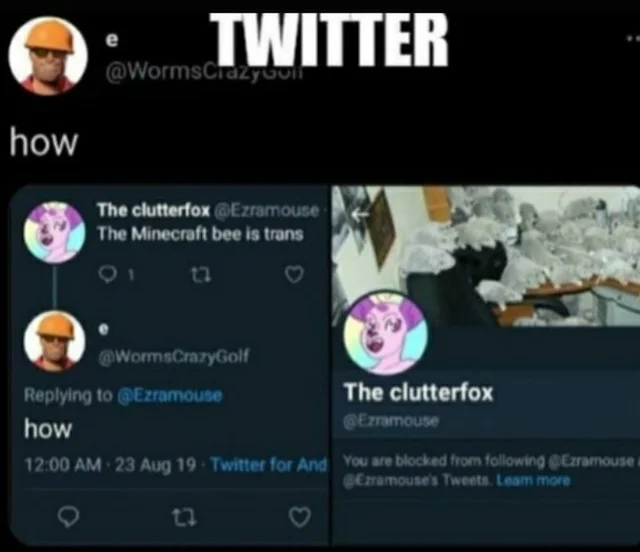 TWITTER
e
@WormsCrazyGolf
how
The clutterfox @Ezramouse ·
The Minecraft bee is trans
1
e
@WormsCrazyGolf
Replying to @Ezramouse
how
12:00 AM · 23 Aug 19 · Twitter for And
The clutterfox
@Ezramouse
You are blocked from following @Ezramouse
@Ezramouse's Tweets. Learn more